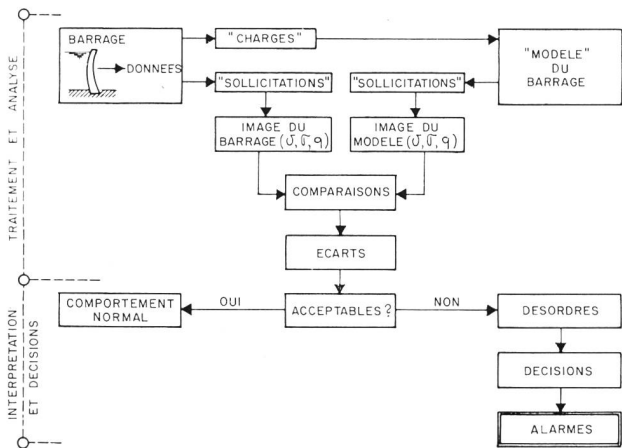 BARRAGE
DONNEES
"CHARGES"
"MODELE"
DU
BARRAGE
"SOLLICITATIONS"
"SOLLICITATIONS"
IMAGE DU
BARRAGE (υ, σ, q)
IMAGE DU
MODELE (υ, σ, q)
COMPARAISONS
ECARTS
ACCEPTABLES ?
OUI
COMPORTEMENT
NORMAL
NON
DESORDRES
DECISIONS
ALARMES
TRAITEMENT ET ANALYSE
INTERPRETATION
ET DECISIONS